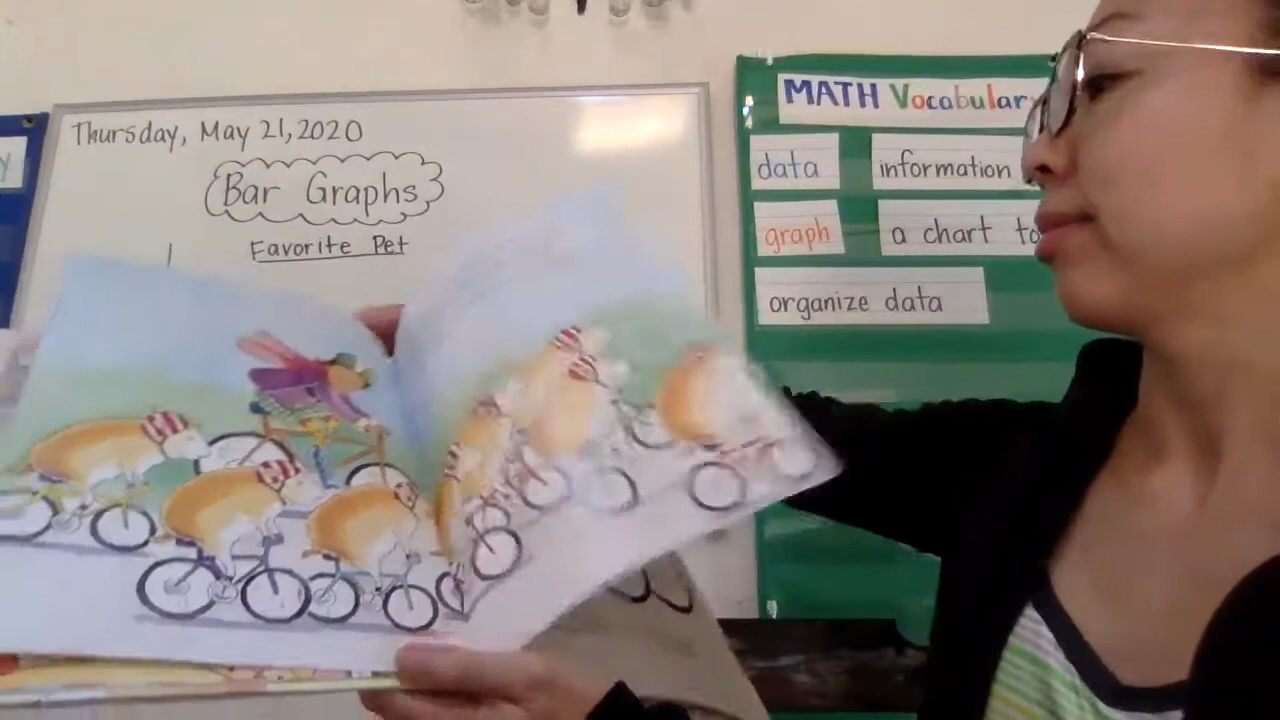 Thursday, May 21, 2020
Bar Graphs
Favorite Pet
Y
MATH Vocabulary
data information
graph a chart to
organize data